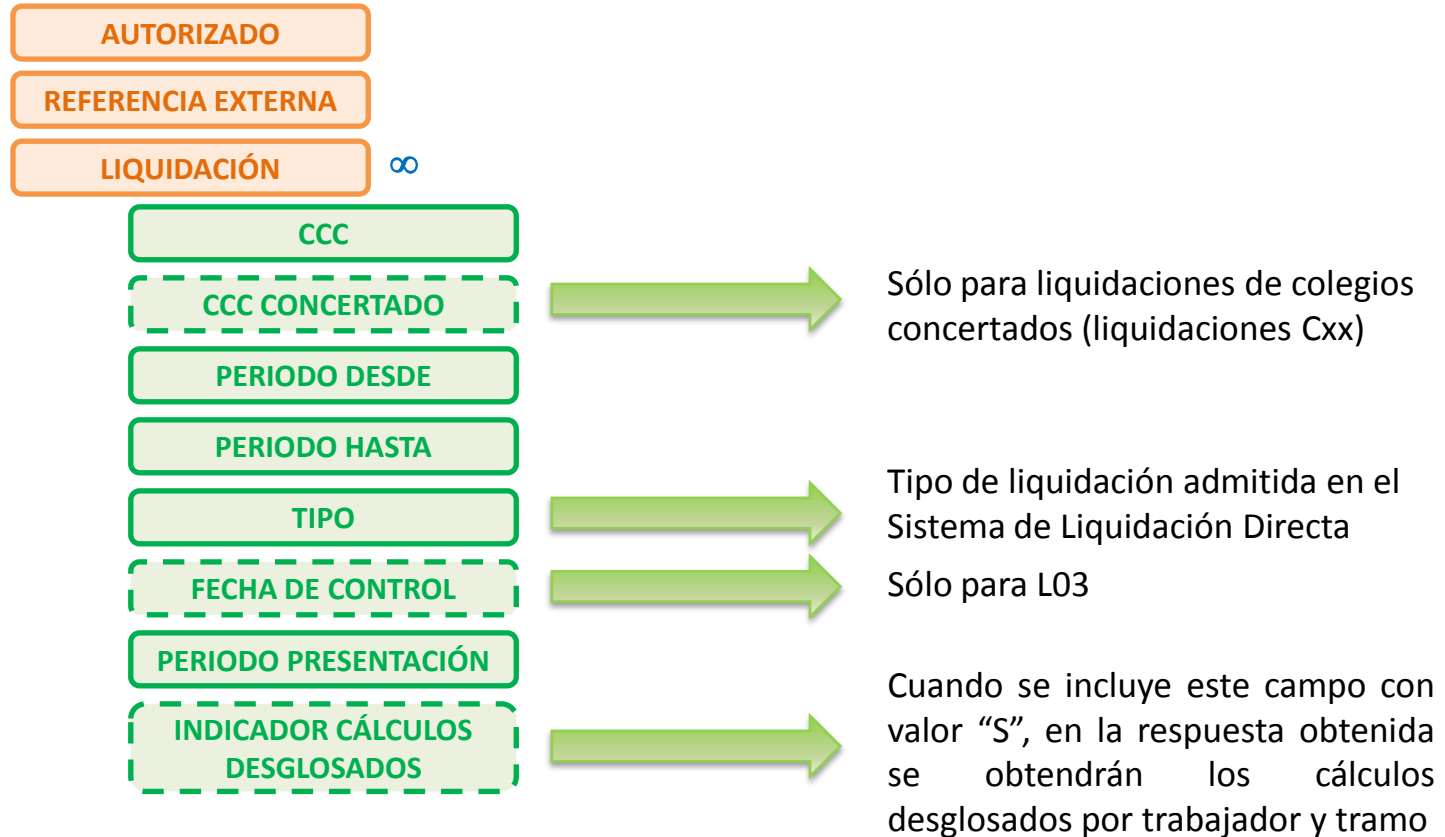 AUTORIZADO
REFERENCIA EXTERNA
LIQUIDACIÓN ∞
CCC
CCC CONCERTADO
Sólo para liquidaciones de colegios
concertados (liquidaciones Cxx)
PERIODO DESDE
PERIODO HASTA
TIPO
Tipo de liquidación admitida en el
Sistema de Liquidación Directa
FECHA DE CONTROL
Sólo para L03
PERIODO PRESENTACIÓN
INDICADOR CÁLCULOS
DESGLOSADOS
Cuando se incluye este campo con
valor “S”, en la respuesta obtenida
se obtendrán los cálculos
desglosados por trabajador y tramo